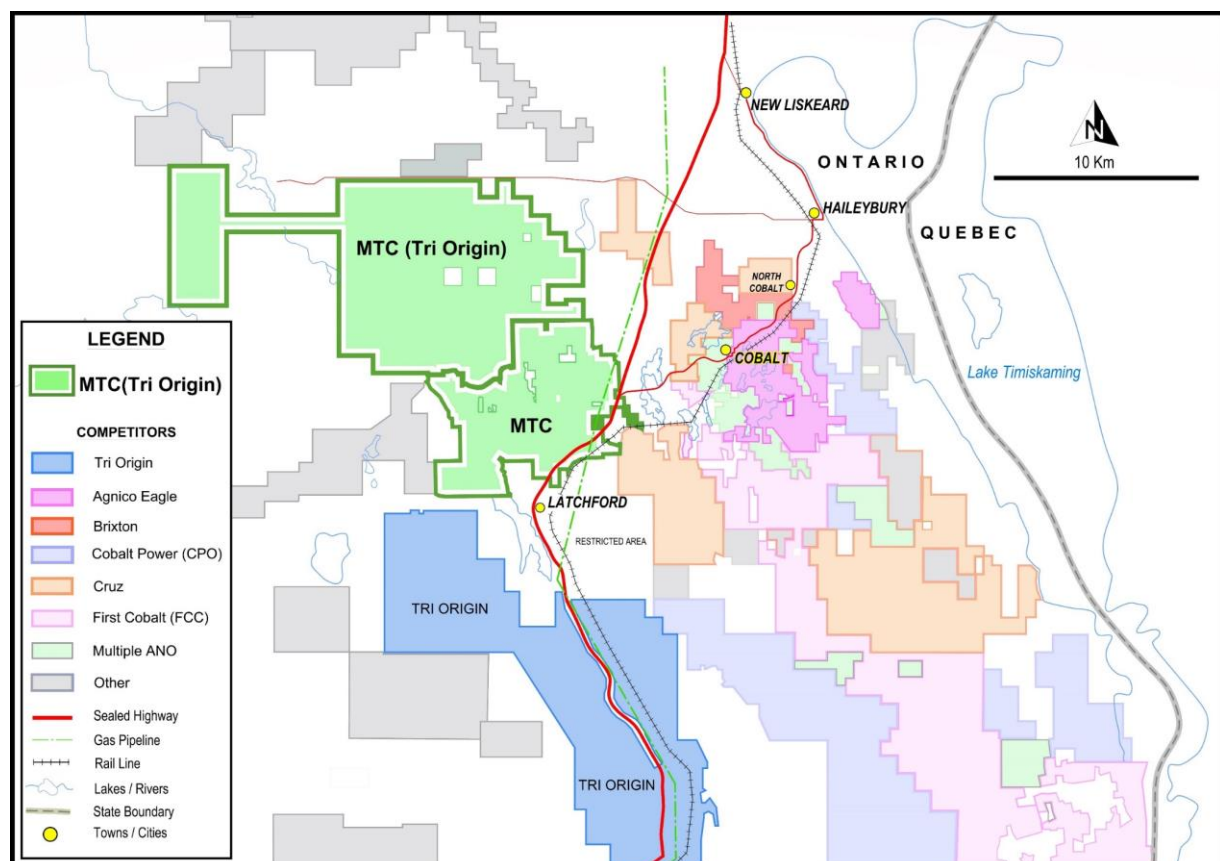 NEW LISKEARD
N
ONTARIO
10 Km
HAILEYBURY
QUEBEC
MTC (Tri Origin)
NORTH
COBALT
COBALT
Lake Timiskaming
MTC
LATCHFORD
RESTRICTED AREA
TRI ORIGIN
TRI ORIGIN
LEGEND
MTC(Tri Origin)
COMPETITORS
Tri Origin
Agnico Eagle
Brixton
Cobalt Power (CPO)
Cruz
First Cobalt (FCC)
Multiple ANO
Other
Sealed Highway
Gas Pipeline
Rail Line
Lakes / Rivers
State Boundary
Towns / Cities